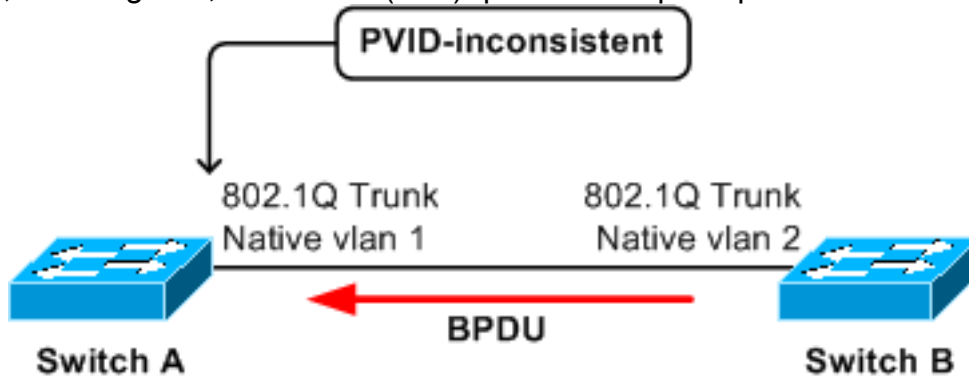 PVID-inconsistent
802.1Q Trunk
Native vlan 1
802.1Q Trunk
Native vlan 2
BPDU
Switch A
Switch B